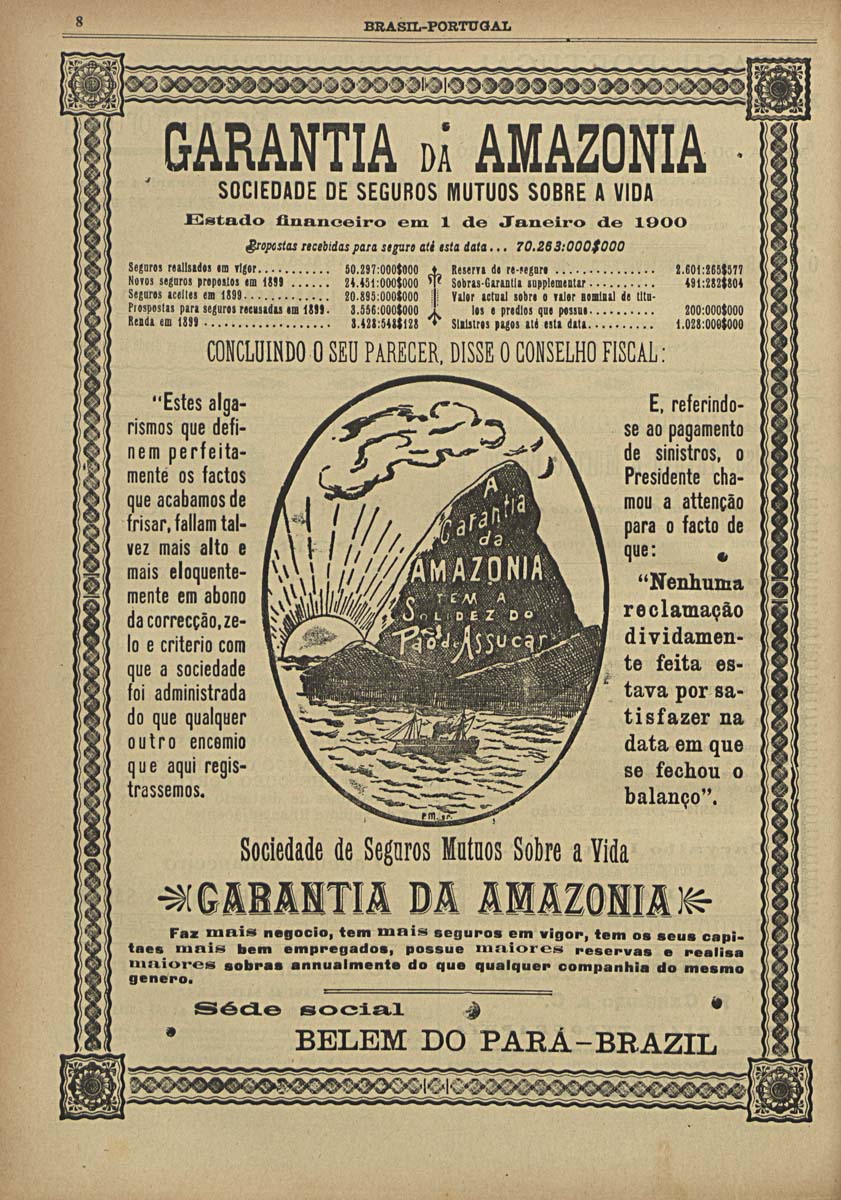 8
BRASIL-PORTUGAL
GARANTIA DA AMAZONIA
SOCIEDADE DE SEGUROS MUTUOS SOBRE A VIDA
Estado financeiro em 1 de Janeiro de 1900
Propostas recebidas para seguro até esta data... 70.263:000$000
Seguros realisados em vigor........... 50.297:000$000
Novos seguros propostos em 1899 ...... 24.451:000$000
Seguros aceites em 1899............... 20.895:000$000
Prospostas para seguros recusadas em 1899. 3.556:000$000
Renda em 1899 ................... 3.428:548$128
Reserva de re-seguro .............. 2.601:265$577
Sobras-Garantia supplementar......... 491:282$804
Valor actual sobre o valor nominal de titu-
los e predios que possue.......... 200:000$000
Sinistros pagos até esta data.......... 1.028:000$000
CONCLUINDO O SEU PARECER, DISSE O CONSELHO FISCAL:
"Estes alga-
rismos que defi-
nem perfeita-
mente os factos
que acabamos de
frisar, fallam tal-
vez mais alto e
mais eloquente-
mente em abono
da correcção, ze-
lo e criterio com
que a sociedade
foi administrada
do que qualquer
outro encomio
que aqui regis-
trassemos.
A
Garantia
da
AMAZONIA
TEM A
SOLIDEZ DO
Pão de Assucar
P.M. gr.
E, referindo-
se ao pagamento
de sinistros, o
Presidente cha-
mou a attenção
para o facto de
que:
"Nenhuma
reclamação
dividamen-
te feita es-
tava por sa-
tisfazer na
data em que
se fechou o
balanço".
Sociedade de Seguros Mutuos Sobre a Vida
GARANTIA DA AMAZONIA
Faz mais negocio, tem mais seguros em vigor, tem os seus capi-
taes mais bem empregados, possue maiores reservas e realisa
maiores sobras annualmente do que qualquer companhia do mesmo
genero.
Séde social
BELEM DO PARÁ-BRAZIL